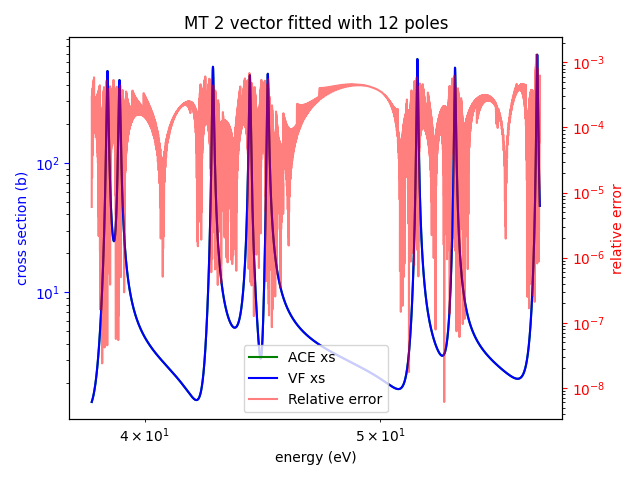 MT 2 vector fitted with 12 poles
cross section (b)
10²
10¹
10⁻³
10⁻⁴
10⁻⁵
10⁻⁶
10⁻⁷
10⁻⁸
relative error
ACE xs
VF xs
Relative error
4 × 10¹
5 × 10¹
energy (eV)